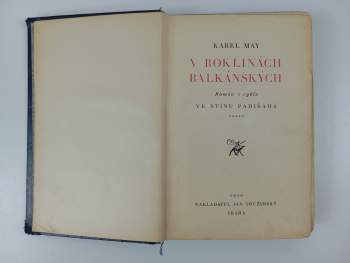 KAREL MAY
V ROKLINÁCH
BALKÁNSKÝCH
Román z cyklu
VE STÍNU PADIŠAHA
NAKLADATEL JAN TOUŽIMSKÝ
PRAHA